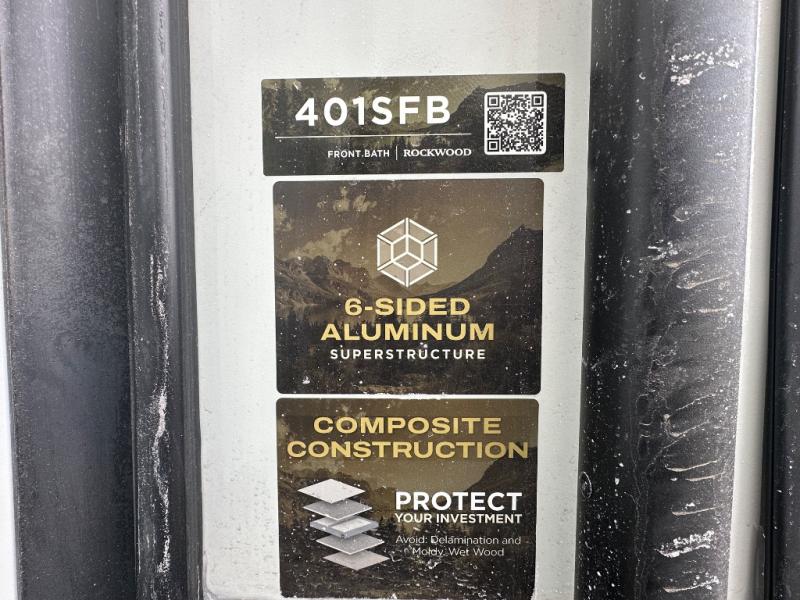 401SFB
FRONT BATH | ROCKWOOD
6-SIDED
ALUMINUM
SUPERSTRUCTURE
COMPOSITE
CONSTRUCTION
PROTECT
YOUR INVESTMENT
Avoid: Delamination and
Moldy, Wet Wood